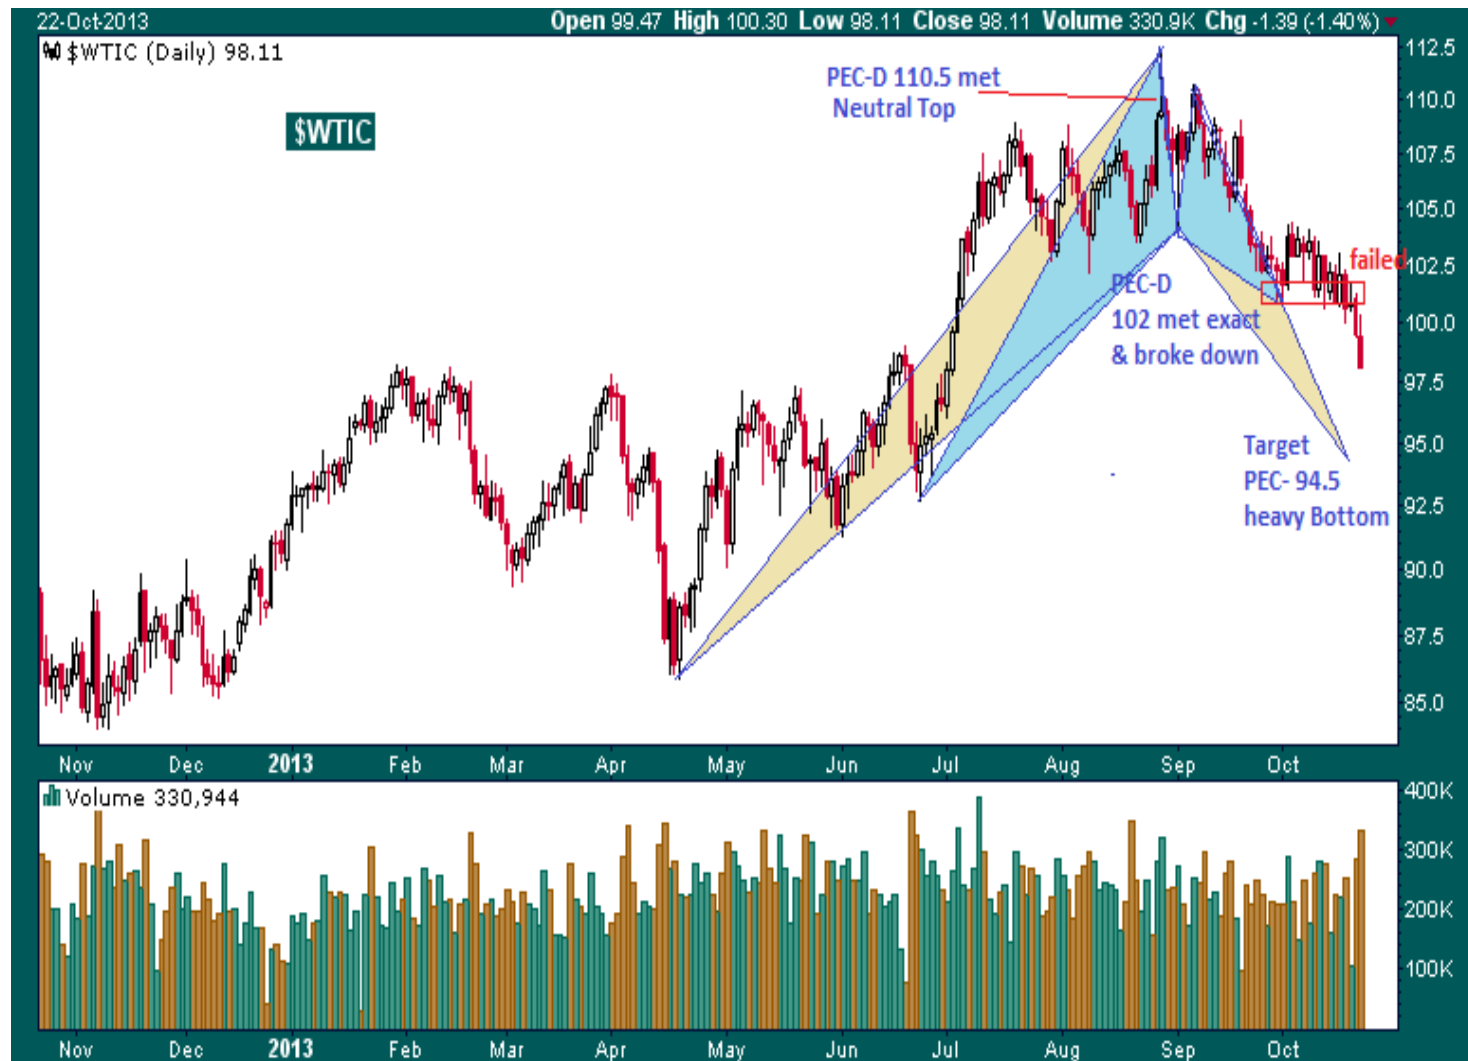 22-Oct-2013 Open 99.47 High 100.30 Low 98.11 Close 98.11 Volume 330.9K Chg -1.39 (-1.40%)
$WTIC (Daily) 98.11
$WTIC
PEC-D 110.5 met
Neutral Top
failed
PEC-D
102 met exact
& broke down
Target
PEC- 94.5
heavy Bottom
112.5
110.0
107.5
105.0
102.5
100.0
97.5
95.0
92.5
90.0
87.5
85.0
Nov Dec 2013 Feb Mar Apr May Jun Jul Aug Sep Oct
Volume 330,944
400K
300K
200K
100K
Nov Dec 2013 Feb Mar Apr May Jun Jul Aug Sep Oct